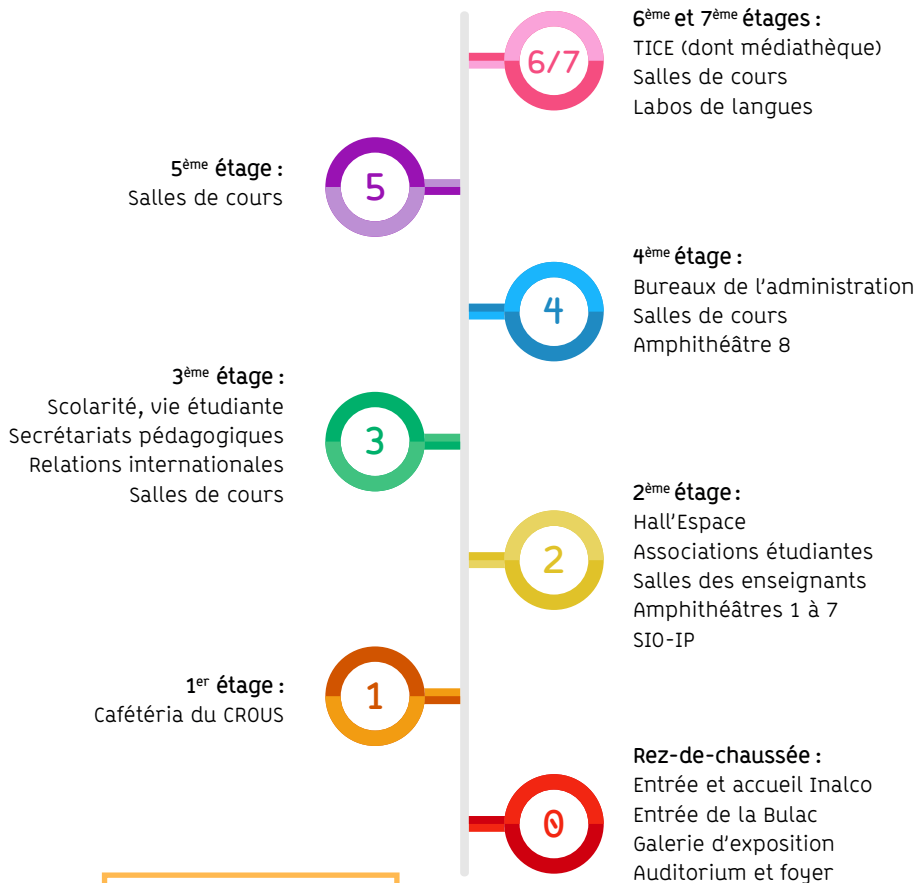 6/7
6ème et 7ème étages :
TICE (dont médiathèque)
Salles de cours
Labos de langues
5ème étage :
Salles de cours
5
4
4ème étage :
Bureaux de l'administration
Salles de cours
Amphithéâtre 8
3ème étage :
Scolarité, vie étudiante
Secrétariats pédagogiques
Relations internationales
Salles de cours
3
2
2ème étage :
Hall'Espace
Associations étudiantes
Salles des enseignants
Amphithéâtres 1 à 7
SIO-IP
1er étage :
Cafétéria du CROUS
1
0
Rez-de-chaussée :
Entrée et accueil Inalco
Entrée de la Bulac
Galerie d'exposition
Auditorium et foyer